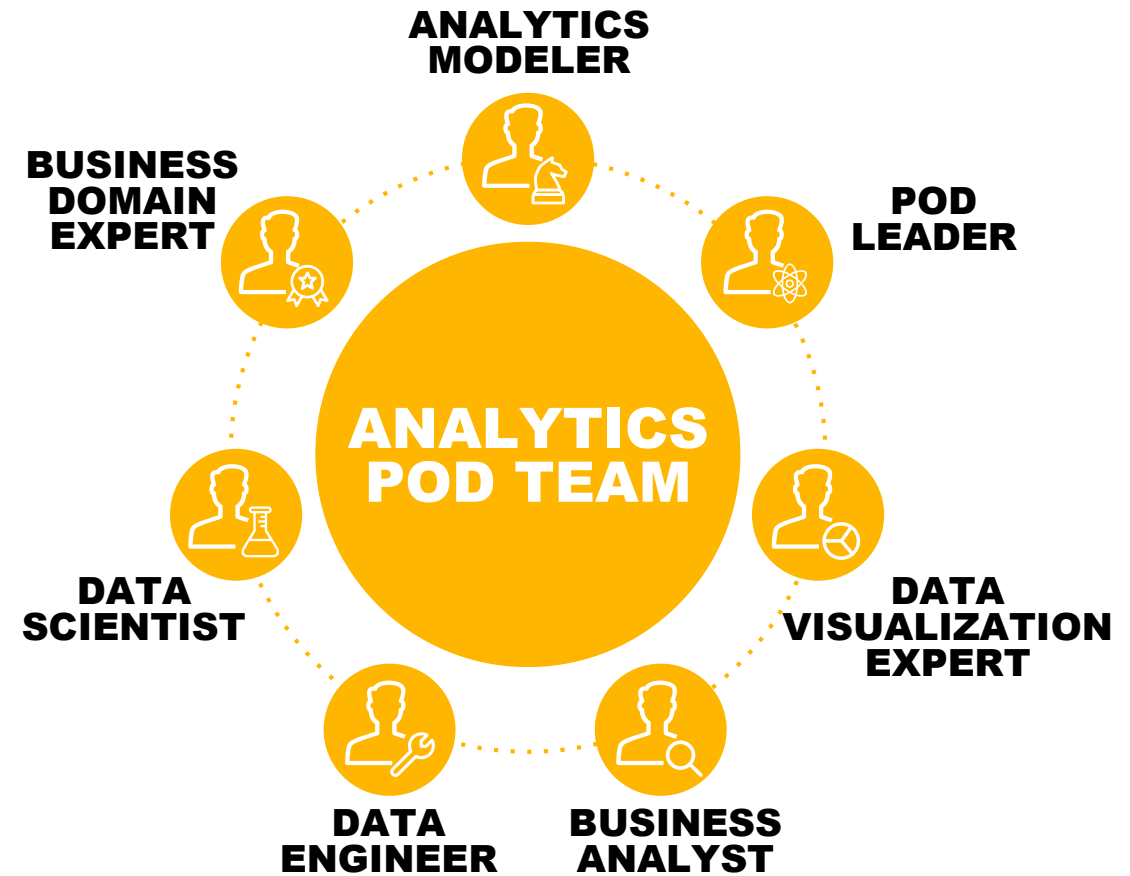 ANALYTICS
MODELER
BUSINESS
DOMAIN
EXPERT
POD
LEADER
ANALYTICS
POD TEAM
DATA
SCIENTIST
DATA
VISUALIZATION
EXPERT
DATA
ENGINEER
BUSINESS
ANALYST